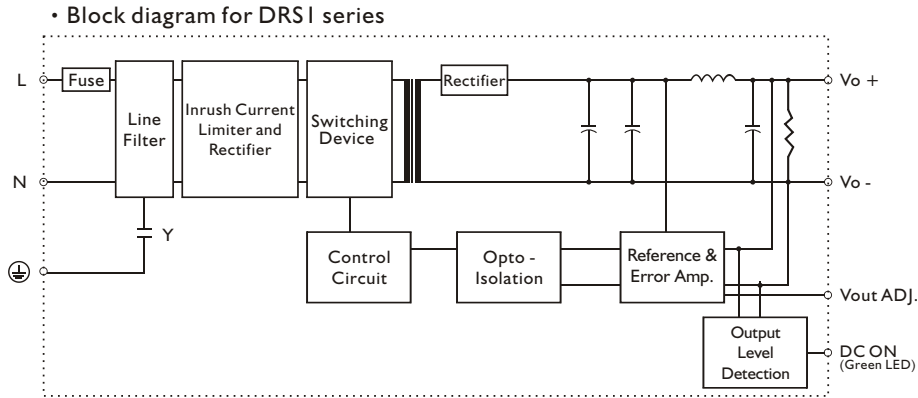 • Block diagram for DRS1 series
L
Fuse
Line
Filter
Inrush Current
Limiter and
Rectifier
Switching
Device
Rectifier
Vo +
N
Vo -
Y
Control
Circuit
Opto -
Isolation
Reference &
Error Amp.
Vout ADJ.
Output
Level
Detection
DC ON
(Green LED)